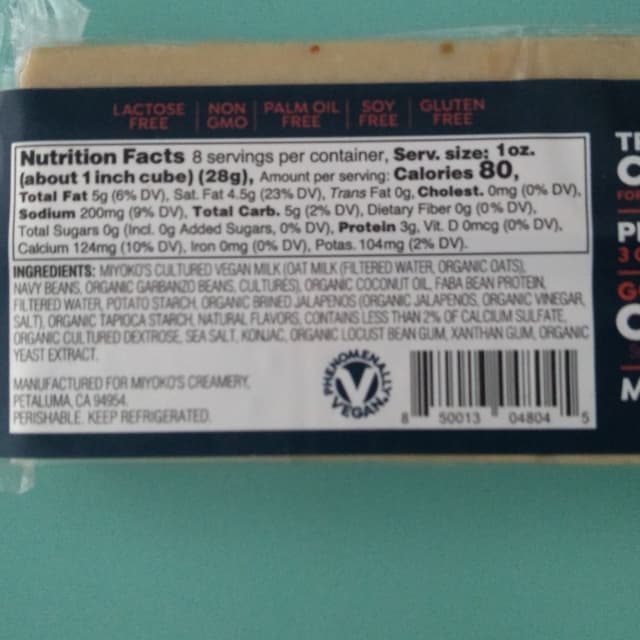 LACTOSE FREE | NON GMO | PALM OIL FREE | SOY FREE | GLUTEN FREE
Nutrition Facts 8 servings per container, Serv. size: 1oz.
(about 1 inch cube) (28g), Amount per serving: Calories 80,
Total Fat 5g (6% DV), Sat. Fat 4.5g (23% DV), Trans Fat 0g, Cholest. 0mg (0% DV),
Sodium 200mg (9% DV), Total Carb. 5g (2% DV), Dietary Fiber 0g (0% DV),
Total Sugars 0g (Incl. 0g Added Sugars, 0% DV), Protein 3g, Vit. D 0mcg (0% DV),
Calcium 124mg (10% DV), Iron 0mg (0% DV), Potas. 104mg (2% DV).
INGREDIENTS: MIYOKO'S CULTURED VEGAN MILK (OAT MILK (FILTERED WATER, ORGANIC OATS),
NAVY BEANS, ORGANIC GARBANZO BEANS, CULTURES), ORGANIC COCONUT OIL, FABA BEAN PROTEIN,
FILTERED WATER, POTATO STARCH, ORGANIC BRINED JALAPENOS (ORGANIC JALAPENOS, ORGANIC VINEGAR,
SALT), ORGANIC TAPIOCA STARCH, NATURAL FLAVORS, CONTAINS LESS THAN 2% OF CALCIUM SULFATE,
ORGANIC CULTURED DEXTROSE, SEA SALT, KONJAC, ORGANIC LOCUST BEAN GUM, XANTHAN GUM, ORGANIC
YEAST EXTRACT.
MANUFACTURED FOR MIYOKO'S CREAMERY,
PETALUMA, CA 94954.
PERISHABLE. KEEP REFRIGERATED.
PHENOMENALLY VEGAN
8 50013 04804 5